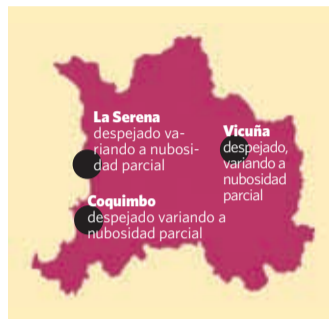 La Serena
despejado va-
riando a nubosi-
dad parcial
Vicuña
despejado,
variando a
nubosidad
parcial
Coquimbo
despejado variando a
nubosidad parcial